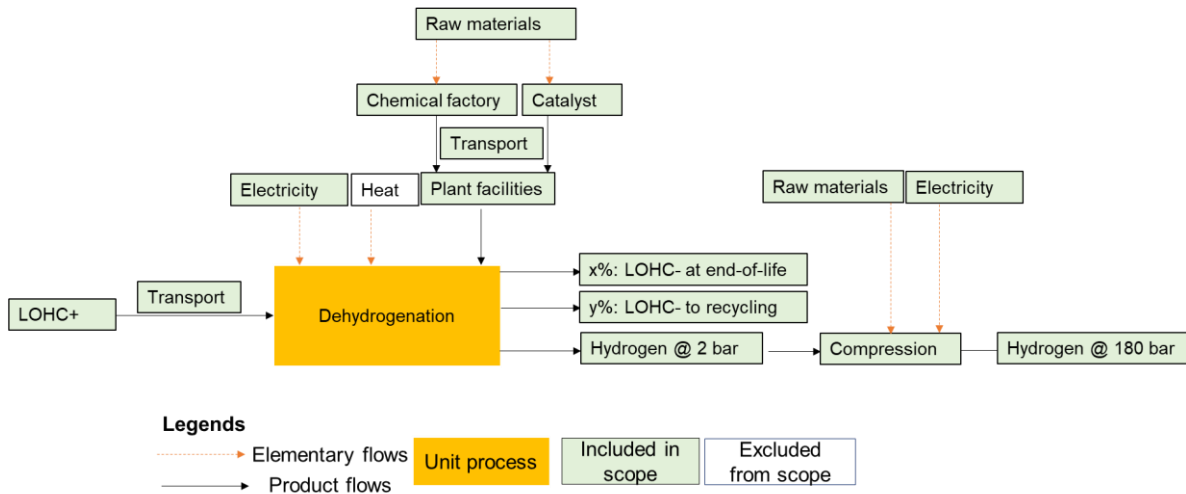 Raw materials
Chemical factory
Catalyst
Transport
Electricity
Heat
Plant facilities
Raw materials
Electricity
LOHC+
Transport
Dehydrogenation
x%: LOHC- at end-of-life
y%: LOHC- to recycling
Hydrogen @ 2 bar
Compression
Hydrogen @ 180 bar
Legends
Elementary flows
Product flows
Unit process
Included in
scope
Excluded
from scope